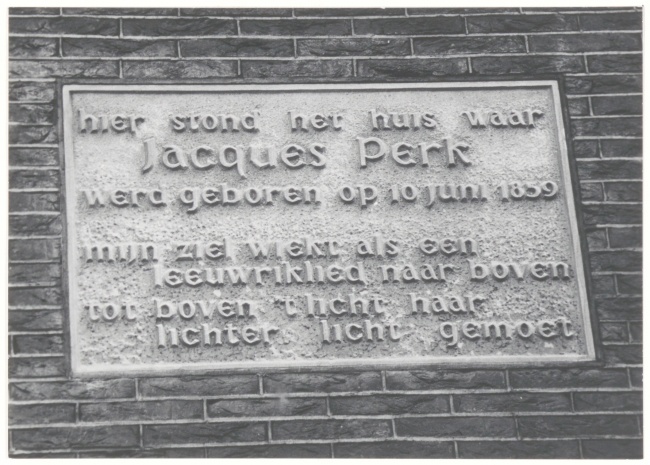 hier stond het huis waar
Jacques Perk
werd geboren op 10 juni 1859
mijn ziel wiekt als een
leeuwriklied naar boven
tot boven 't licht haar
lichter licht gemoet